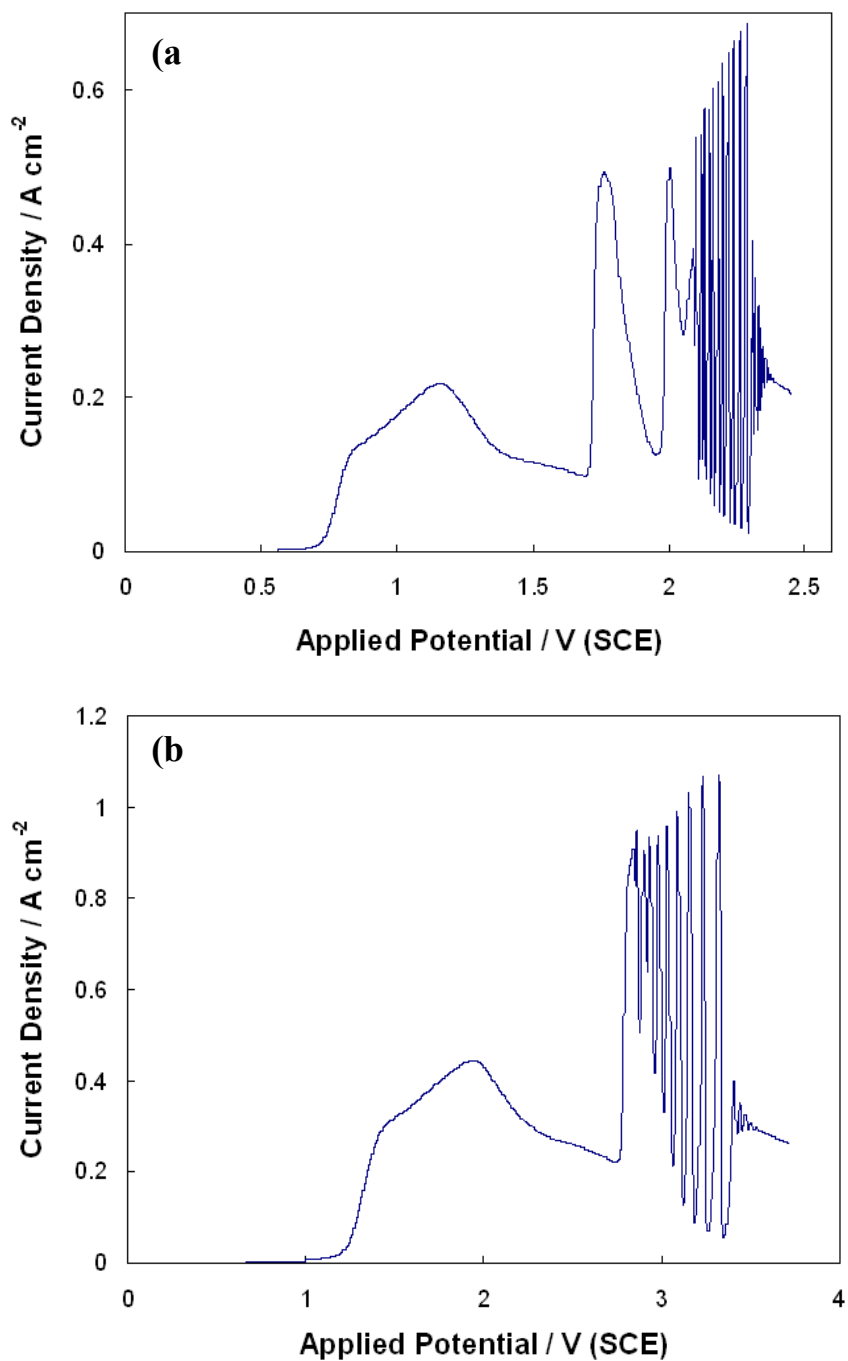 (a
0.6
0.4
0.2
0
Current Density / A cm-2
0 0.5 1 1.5 2 2.5
Applied Potential / V (SCE)
(b
1.2
1
0.8
0.6
0.4
0.2
0
Current Density / A cm-2
0 1 2 3 4
Applied Potential / V (SCE)